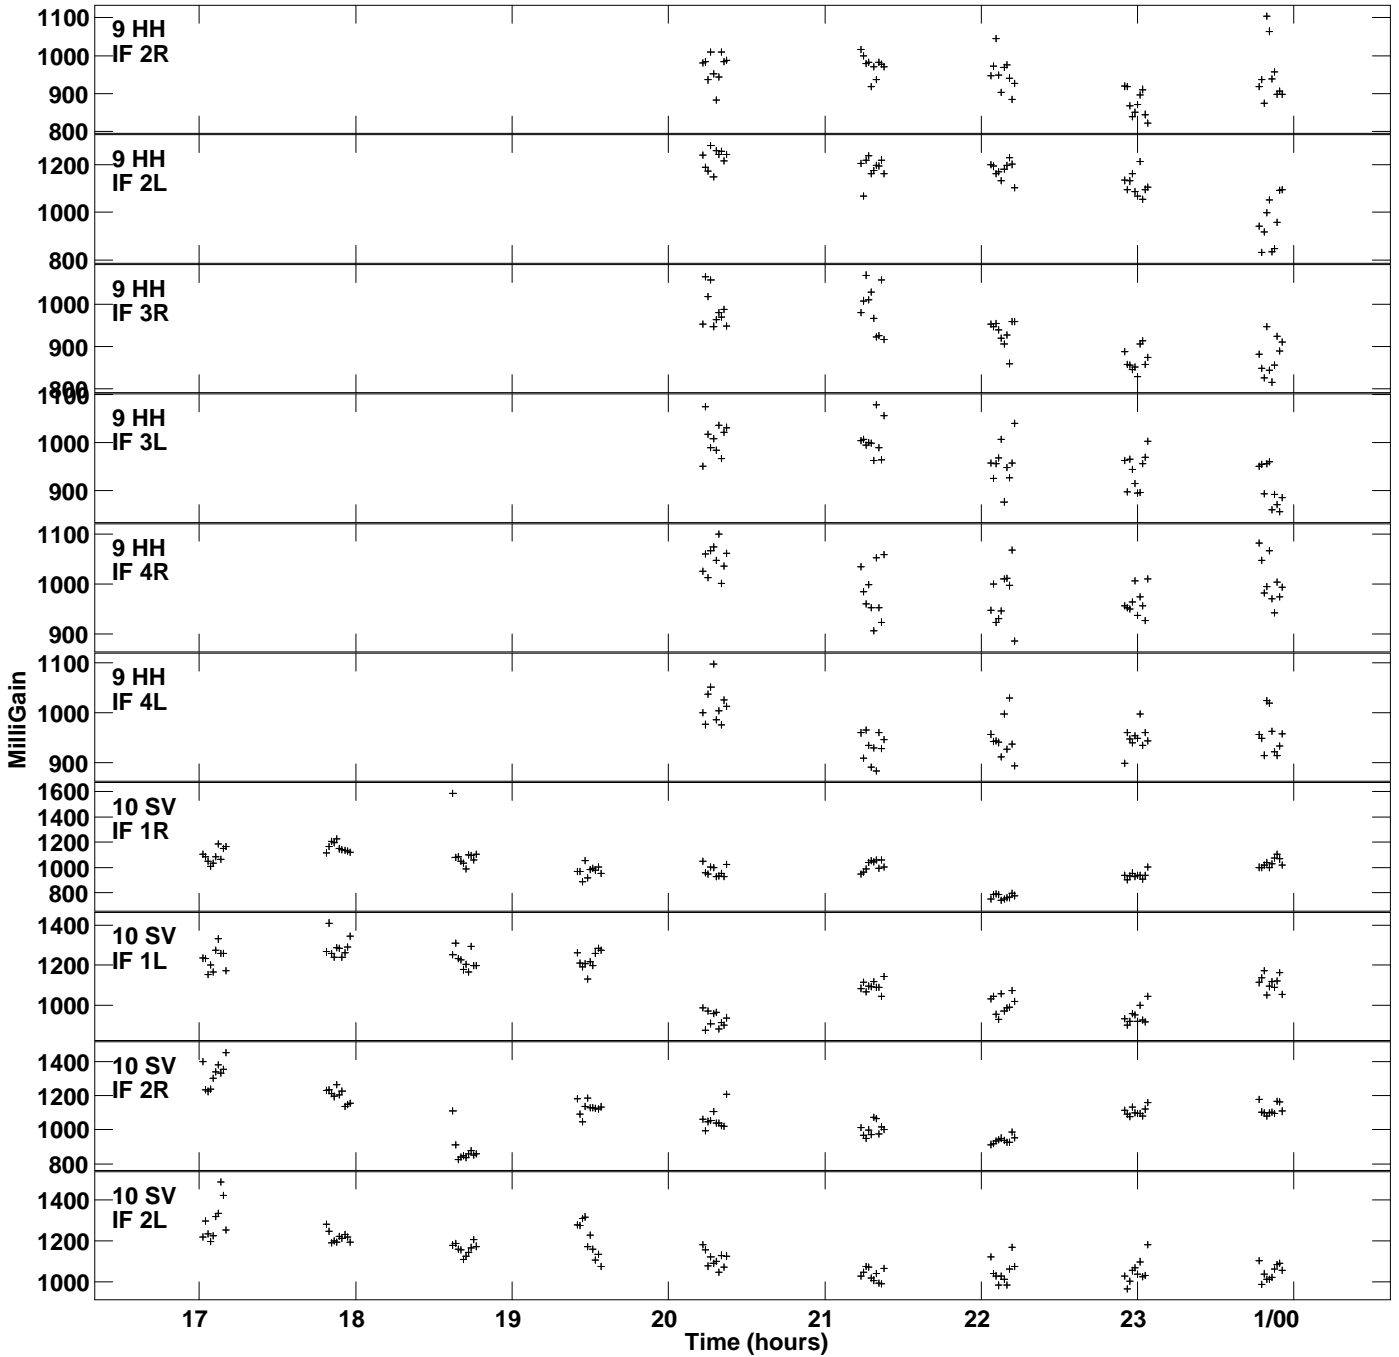 1100
1000
900
800
9 HH
IF 2R
1200
1000
800
9 HH
IF 2L
1000
900
800
9 HH
IF 3R
1100
1000
900
9 HH
IF 3L
1100
1000
900
9 HH
IF 4R
1100
1000
900
9 HH
IF 4L
MilliGain
1600
1400
1200
1000
800
10 SV
IF 1R
1400
1200
1000
10 SV
IF 1L
1400
1200
1000
800
10 SV
IF 2R
1400
1200
1000
10 SV
IF 2L
17 18 19 20 21 22 23 1/00
Time (hours)